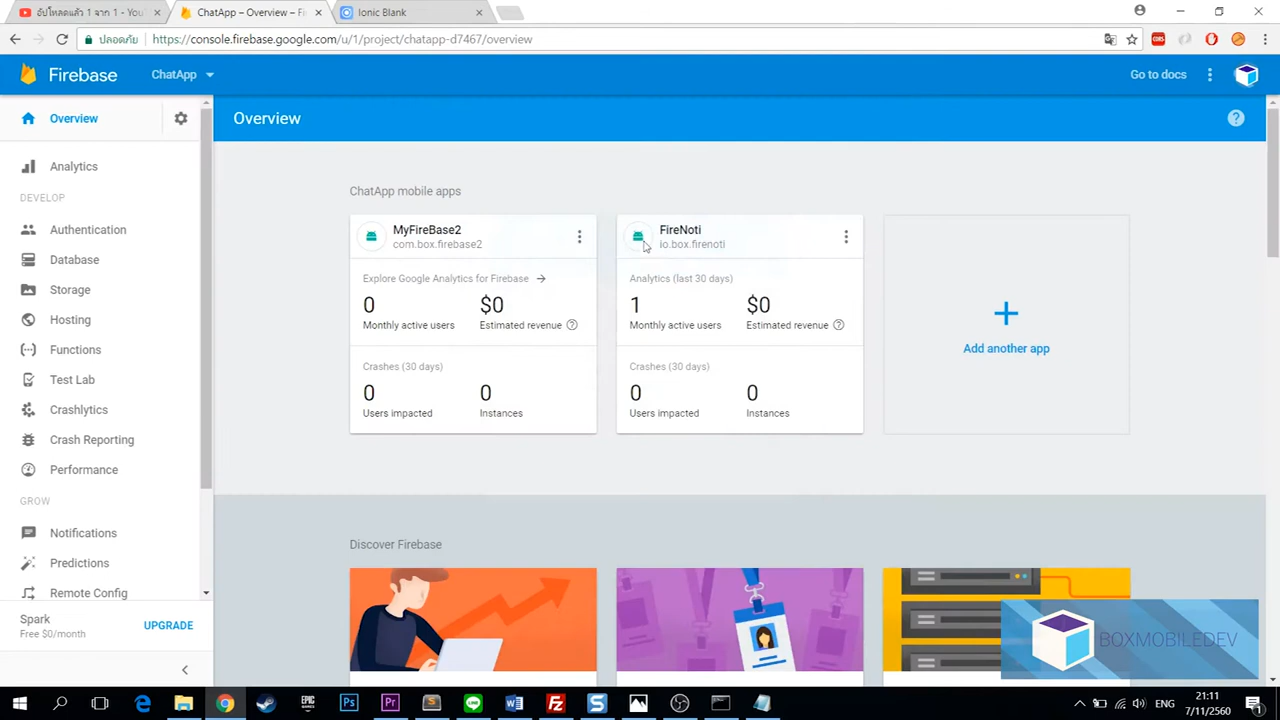 อัปโหลดแล้ว 1 จาก 1 - You
ChatApp – Overview – Fi
Ionic Blank
ปลอดภัย
https://console.firebase.google.com/u/1/project/chatapp-d7467/overview
Firebase
ChatApp
Go to docs
Overview
Overview
Analytics
DEVELOP
Authentication
Database
Storage
Hosting
Functions
Test Lab
Crashlytics
Crash Reporting
Performance
GROW
Notifications
Predictions
Remote Config
Spark
Free $0/month
UPGRADE
ChatApp mobile apps
MyFireBase2
com.box.firebase2
Explore Google Analytics for Firebase
0 $0
Monthly active users Estimated revenue
Crashes (30 days)
0 0
Users impacted Instances
FireNoti
io.box.firenoti
Analytics (last 30 days)
1 $0
Monthly active users Estimated revenue
Crashes (30 days)
0 0
Users impacted Instances
Add another app
Discover Firebase
BOXMOBILEDEV
EPIC
GAMES
Ps
Pr
ENG
21:11
7/11/2560
1